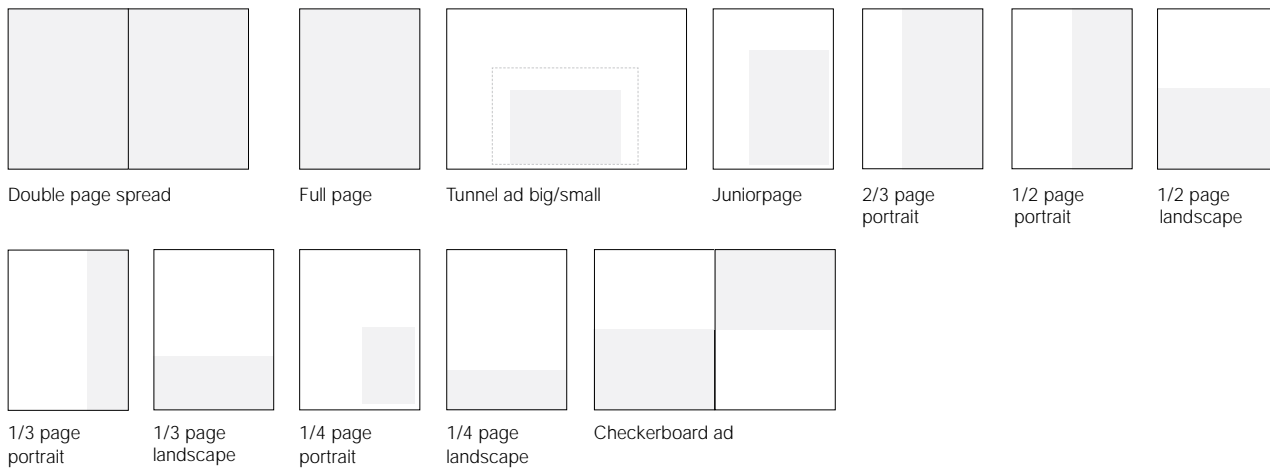 Double page spread
Full page
Tunnel ad big/small
Juniorpage
2/3 page
portrait
1/2 page
portrait
1/2 page
landscape
1/3 page
portrait
1/3 page
landscape
1/4 page
portrait
1/4 page
landscape
Checkerboard ad